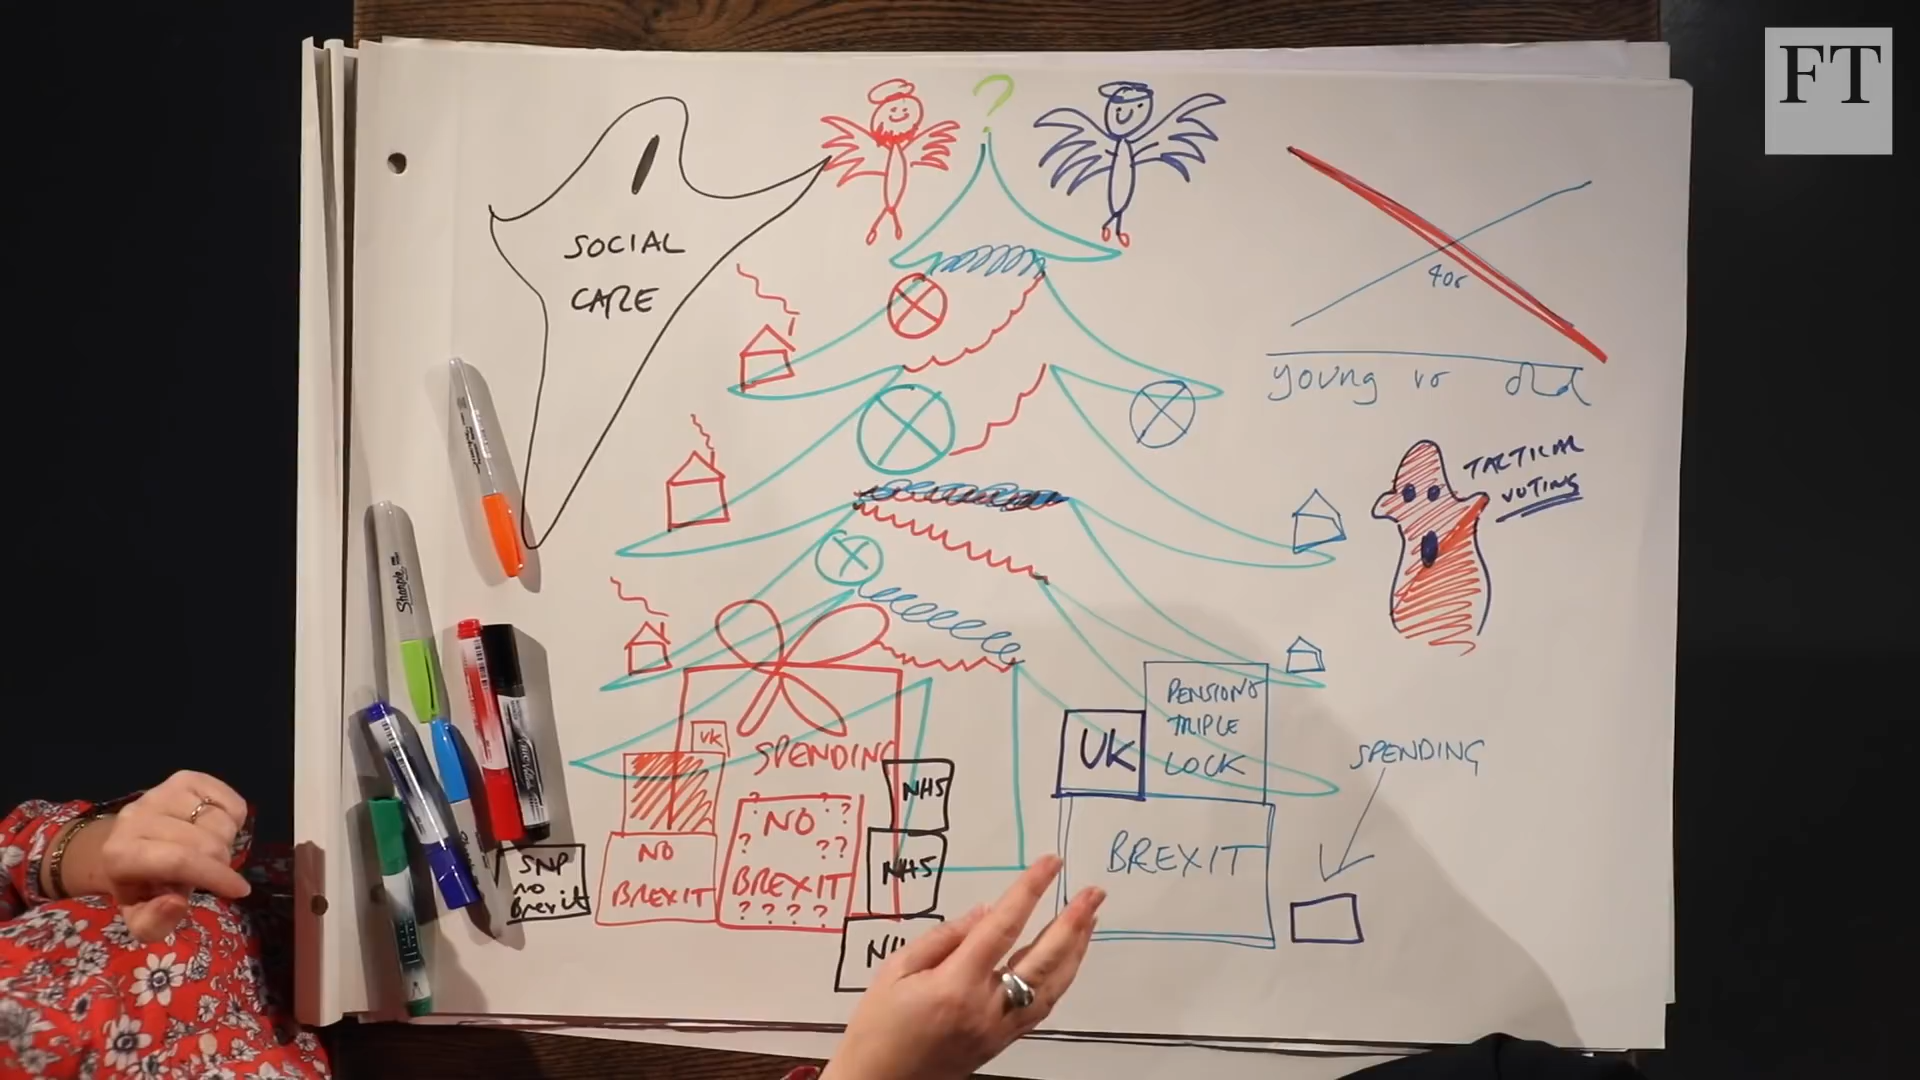 FT
?
SOCIAL
CARE
40s
young vs old
TACTICAL
VOTING
PENSIONS
TRIPLE
LOCK
UK
UK
SPENDING
SPENDING
NHS
NHS
NO
BREXIT
? ? ?
NO
? ??
BREXIT
? ? ? ?
SNP
no
Brexit
BREXIT
Sharpie